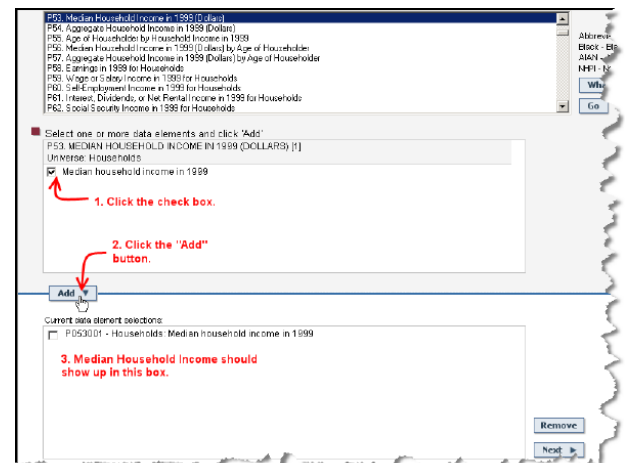 P53. Median Household Income in 1999 (Dollars)
P54. Aggregate Household Income in 1999 (Dollars)
P55. Age of Householder by Household Income in 1999
P56. Median Household Income in 1999 (Dollars) by Age of Householder
P57. Aggregate Household Income in 1999 (Dollars) by Age of Householder
P58. Earnings in 1999 for Households
P59. Wage or Salary Income in 1999 for Households
P60. Self-Employment Income in 1999 for Households
P61. Interest, Dividends, or Net Rental Income in 1999 for Households
P62. Social Security Income in 1999 for Households
Abbrevi
Black - Bla
AIAN -
NHPI - N
Wha
Go
Select one or more data elements and click 'Add'
P53. MEDIAN HOUSEHOLD INCOME IN 1999 (DOLLARS) [1]
Universe: Households
Median household income in 1999
1. Click the check box.
2. Click the "Add"
button.
Add
Current data element selections:
P053001 - Households: Median household income in 1999
3. Median Household Income should
show up in this box.
Remove
Next